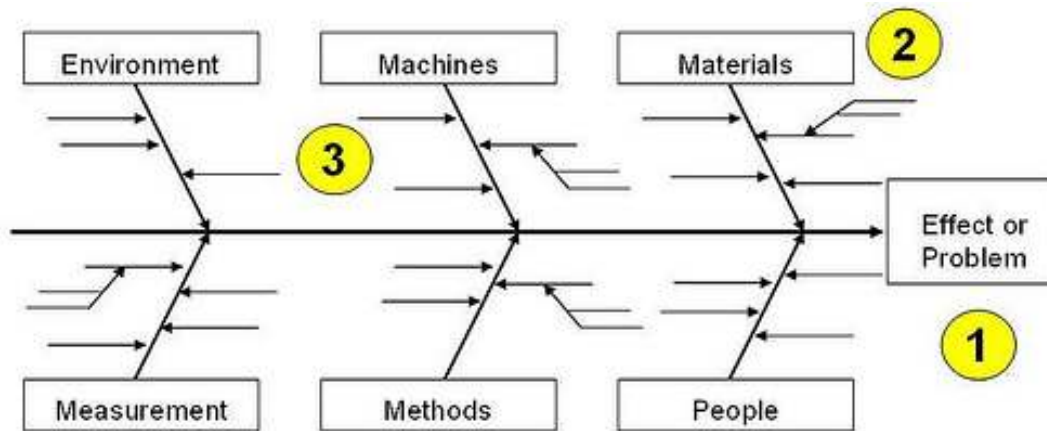 Environment
Machines
Materials
2
3
Effect or
Problem
1
Measurement
Methods
People